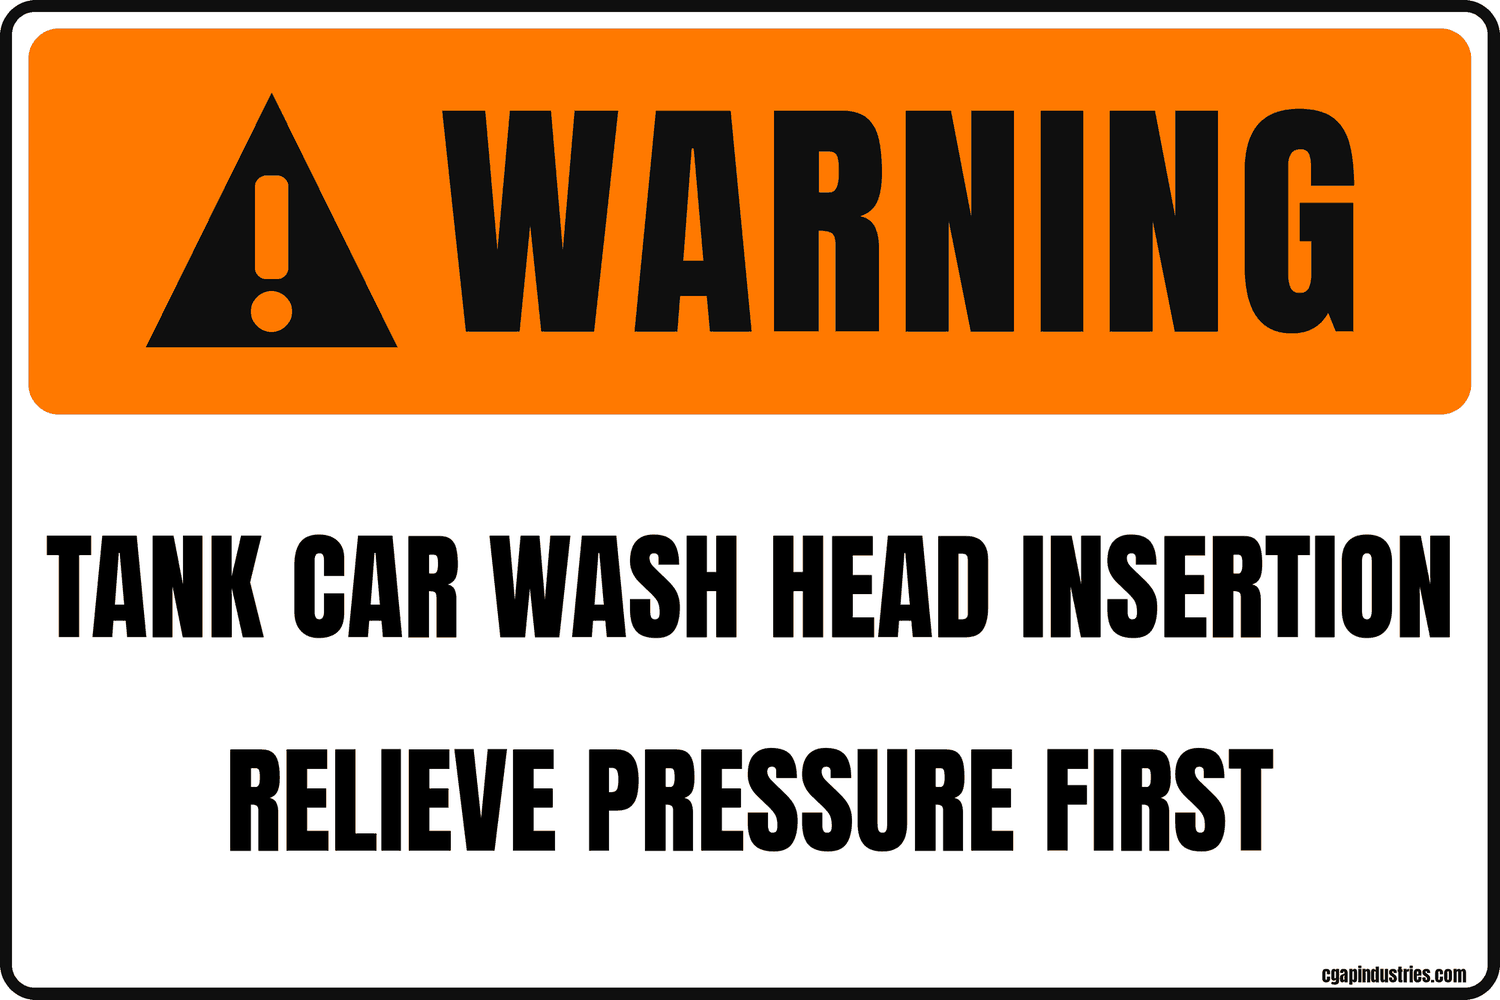 WARNING
TANK CAR WASH HEAD INSERTION
RELIEVE PRESSURE FIRST
cgapindustries.com